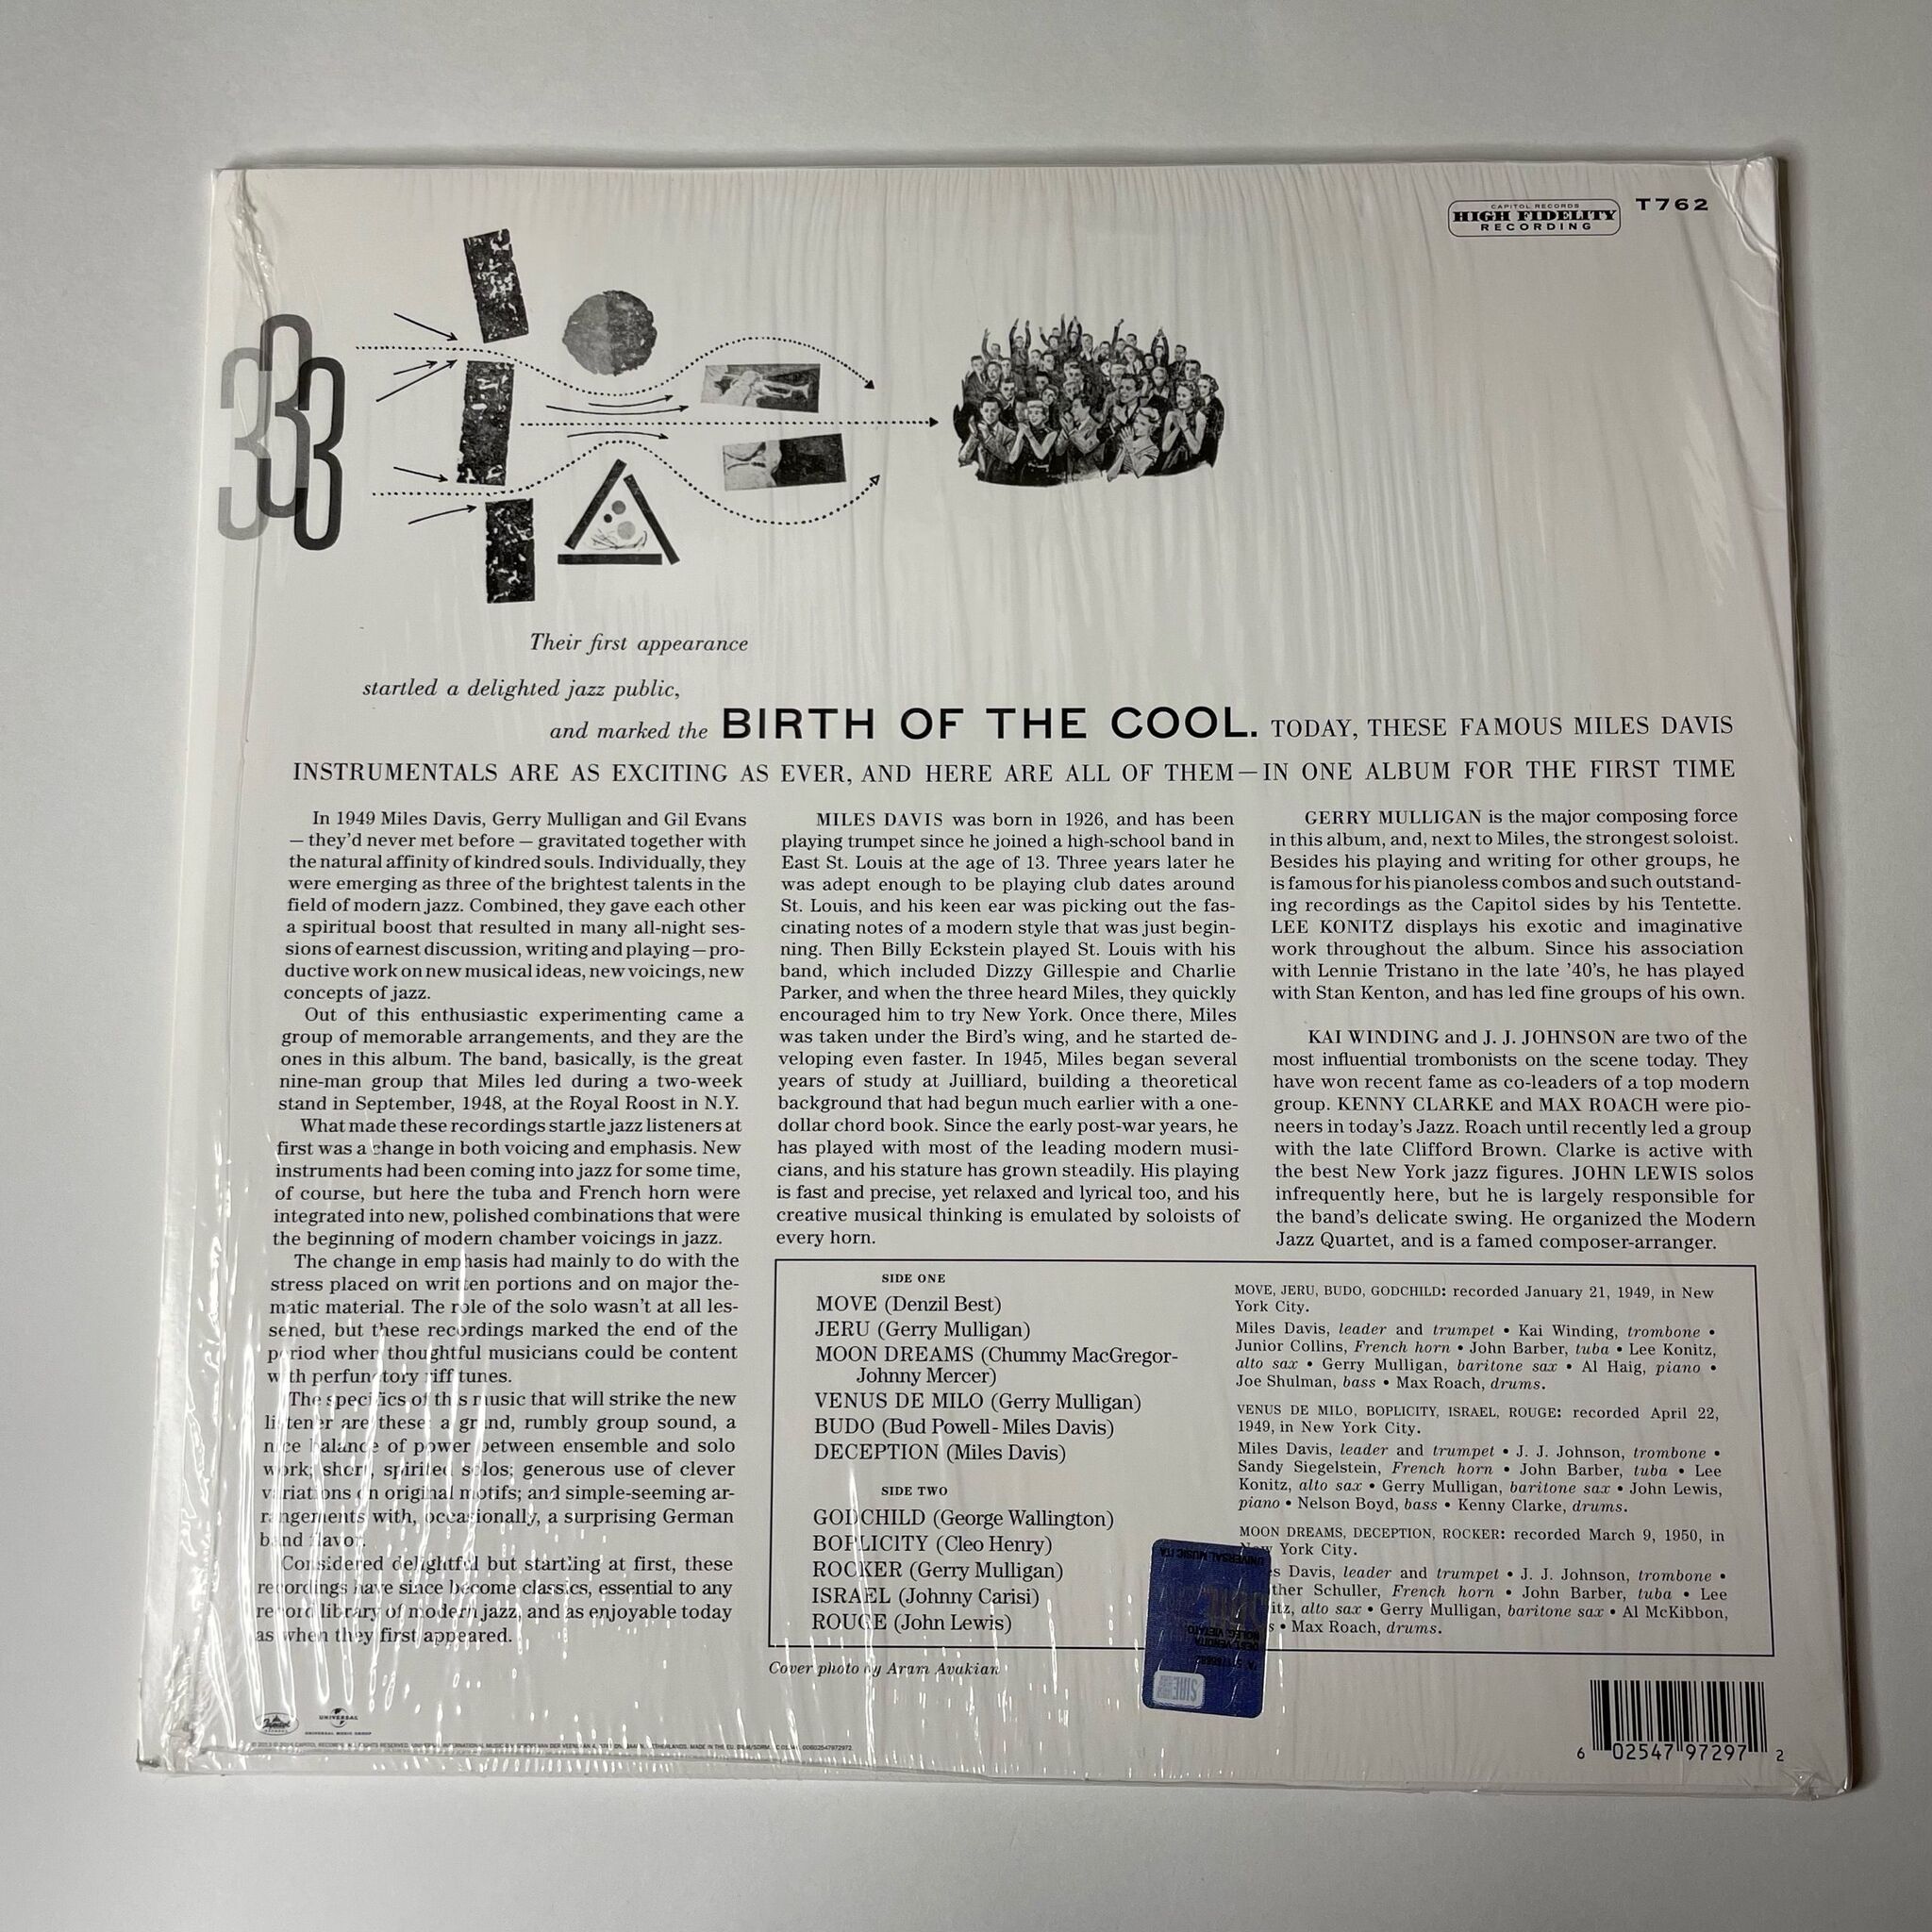 CAPITOL RECORDS
HIGH FIDELITY
RECORDING
T762
33
3
Their first appearance
startled a delighted jazz public,
and marked the BIRTH OF THE COOL. TODAY, THESE FAMOUS MILES DAVIS
INSTRUMENTALS ARE AS EXCITING AS EVER, AND HERE ARE ALL OF THEM—IN ONE ALBUM FOR THE FIRST TIME
In 1949 Miles Davis, Gerry Mulligan and Gil Evans
— they'd never met before — gravitated together with
the natural affinity of kindred souls. Individually, they
were emerging as three of the brightest talents in the
field of modern jazz. Combined, they gave each other
a spiritual boost that resulted in many all-night ses-
sions of earnest discussion, writing and playing—pro-
ductive work on new musical ideas, new voicings, new
concepts of jazz.
Out of this enthusiastic experimenting came a
group of memorable arrangements, and they are the
ones in this album. The band, basically, is the great
nine-man group that Miles led during a two-week
stand in September, 1948, at the Royal Roost in N.Y.
What made these recordings startle jazz listeners at
first was a change in both voicing and emphasis. New
instruments had been coming into jazz for some time,
of course, but here the tuba and French horn were
integrated into new, polished combinations that were
the beginning of modern chamber voicings in jazz.
The change in emphasis had mainly to do with the
stress placed on written portions and on major the-
matic material. The role of the solo wasn't at all les-
sened, but these recordings marked the end of the
period when thoughtful musicians could be content
with perfunctory riff tunes.
The specifics of this music that will strike the new
listener are these: a grand, rumbly group sound, a
nice balance of power between ensemble and solo
work; short, spirited solos; generous use of clever
variations on original motifs; and simple-seeming ar-
rangements with, occasionally, a surprising German
band flavor.
Considered delightful but startling at first, these
recordings have since become classics, essential to any
record library of modern jazz, and as enjoyable today
as when they first appeared.
MILES DAVIS was born in 1926, and has been
playing trumpet since he joined a high-school band in
East St. Louis at the age of 13. Three years later he
was adept enough to be playing club dates around
St. Louis, and his keen ear was picking out the fas-
cinating notes of a modern style that was just begin-
ning. Then Billy Eckstein played St. Louis with his
band, which included Dizzy Gillespie and Charlie
Parker, and when the three heard Miles, they quickly
encouraged him to try New York. Once there, Miles
was taken under the Bird's wing, and he started de-
veloping even faster. In 1945, Miles began several
years of study at Juilliard, building a theoretical
background that had begun much earlier with a one-
dollar chord book. Since the early post-war years, he
has played with most of the leading modern musi-
cians, and his stature has grown steadily. His playing
is fast and precise, yet relaxed and lyrical too, and his
creative musical thinking is emulated by soloists of
every horn.
GERRY MULLIGAN is the major composing force
in this album, and, next to Miles, the strongest soloist.
Besides his playing and writing for other groups, he
is famous for his pianoless combos and such outstand-
ing recordings as the Capitol sides by his Tentette.
LEE KONITZ displays his exotic and imaginative
work throughout the album. Since his association
with Lennie Tristano in the late '40's, he has played
with Stan Kenton, and has led fine groups of his own.
KAI WINDING and J. J. JOHNSON are two of the
most influential trombonists on the scene today. They
have won recent fame as co-leaders of a top modern
group. KENNY CLARKE and MAX ROACH were pio-
neers in today's Jazz. Roach until recently led a group
with the late Clifford Brown. Clarke is active with
the best New York jazz figures. JOHN LEWIS solos
infrequently here, but he is largely responsible for
the band's delicate swing. He organized the Modern
Jazz Quartet, and is a famed composer-arranger.
SIDE ONE
MOVE (Denzil Best)
JERU (Gerry Mulligan)
MOON DREAMS (Chummy MacGregor-
Johnny Mercer)
VENUS DE MILO (Gerry Mulligan)
BUDO (Bud Powell-Miles Davis)
DECEPTION (Miles Davis)
SIDE TWO
GODCHILD (George Wallington)
BOPLICITY (Cleo Henry)
ROCKER (Gerry Mulligan)
ISRAEL (Johnny Carisi)
ROUGE (John Lewis)
MOVE, JERU, BUDO, GODCHILD: recorded January 21, 1949, in New
York City.
Miles Davis, leader and trumpet • Kai Winding, trombone •
Junior Collins, French horn • John Barber, tuba • Lee Konitz,
alto sax • Gerry Mulligan, baritone sax • Al Haig, piano •
Joe Shulman, bass • Max Roach, drums.
VENUS DE MILO, BOPLICITY, ISRAEL, ROUGE: recorded April 22,
1949, in New York City.
Miles Davis, leader and trumpet • J. J. Johnson, trombone •
Sandy Siegelstein, French horn • John Barber, tuba • Lee
Konitz, alto sax • Gerry Mulligan, baritone sax • John Lewis,
piano • Nelson Boyd, bass • Kenny Clarke, drums.
MOON DREAMS, DECEPTION, ROCKER: recorded March 9, 1950, in
New York City.
Davis, leader and trumpet • J. J. Johnson, trombone •
Schuller, French horn • John Barber, tuba • Lee
alto sax • Gerry Mulligan, baritone sax • Al McKibbon,
• Max Roach, drums.
Cover photo by Aram Avakian
UNIVERSAL MUSIC ITA
DEST. VENDITA
NOLEG. VIETATO
SIAE
Capitol
RECORDS
UNIVERSAL
UNIVERSAL MUSIC GROUP
6 02547 97297 2